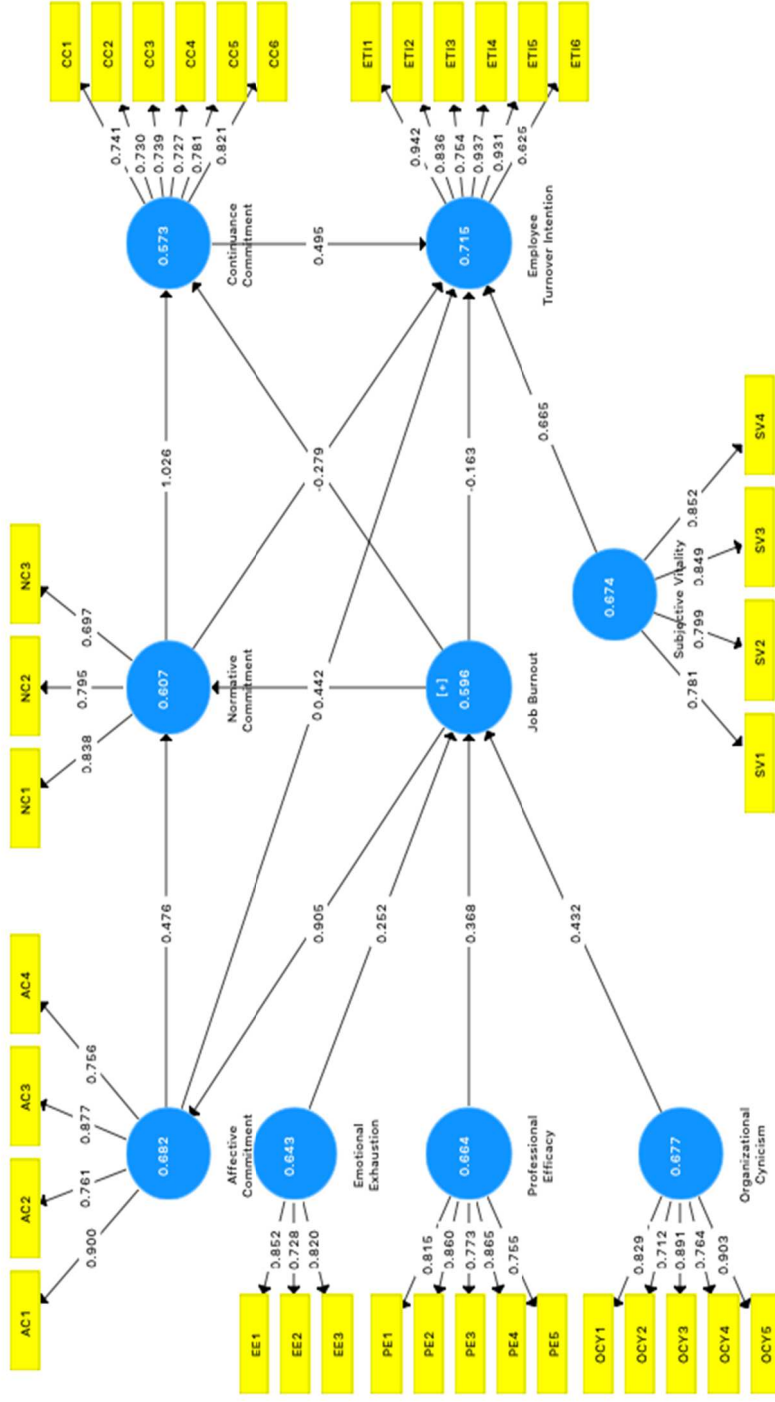 AC1 AC2 AC3 AC4 NC1 NC2 NC3
0.900 0.761 0.877 0.756 0.838 0.795 0.697
CC1
CC2
CC3
CC4
CC5
CC6
0.741
0.730
0.739
0.727
0.781
0.821
0.682 0.476 0.607 1.026 0.573
Affective
Commitment
Normative
Commitment
Continuance
Commitment
EE1
EE2
EE3
0.852
0.728
0.820
0.643
Emotional
Exhaustion
0.905 0.442 -0.279 0.495
0.252
PE1
PE2
PE3
PE4
PE5
0.815
0.860
0.773
0.865
0.755
0.664 0.368
[+]
0.596 -0.163 0.715
Professional
Efficacy
Job Burnout
Employee
Turnover Intention
ETI1
ETI2
ETI3
ETI4
ETI5
ETI6
0.942
0.836
0.754
0.937
0.931
0.625
0.432 0.665
OCY1
OCY2
OCY3
OCY4
OCY5
0.829
0.712
0.891
0.764
0.903
0.677
Organizational
Cynicism
0.674
Subjective Vitality
0.781 0.799 0.849 0.852
SV1 SV2 SV3 SV4